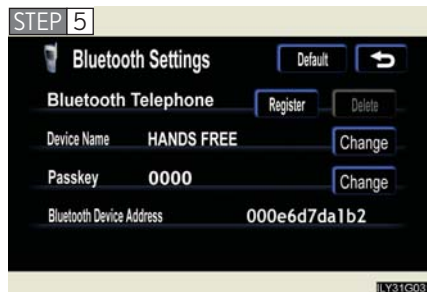 STEP 5
Bluetooth Settings Default
Bluetooth Telephone Register Delete
Device Name HANDS FREE Change
Passkey 0000 Change
Bluetooth Device Address 000e6d7da1b2
ILY31G03